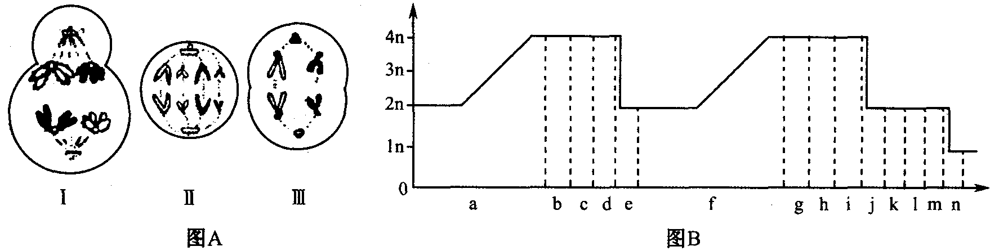 Ⅰ
Ⅱ
Ⅲ
图A
4n
3n
2n
1n
0
a b c d e f g h i j k l m n
图B